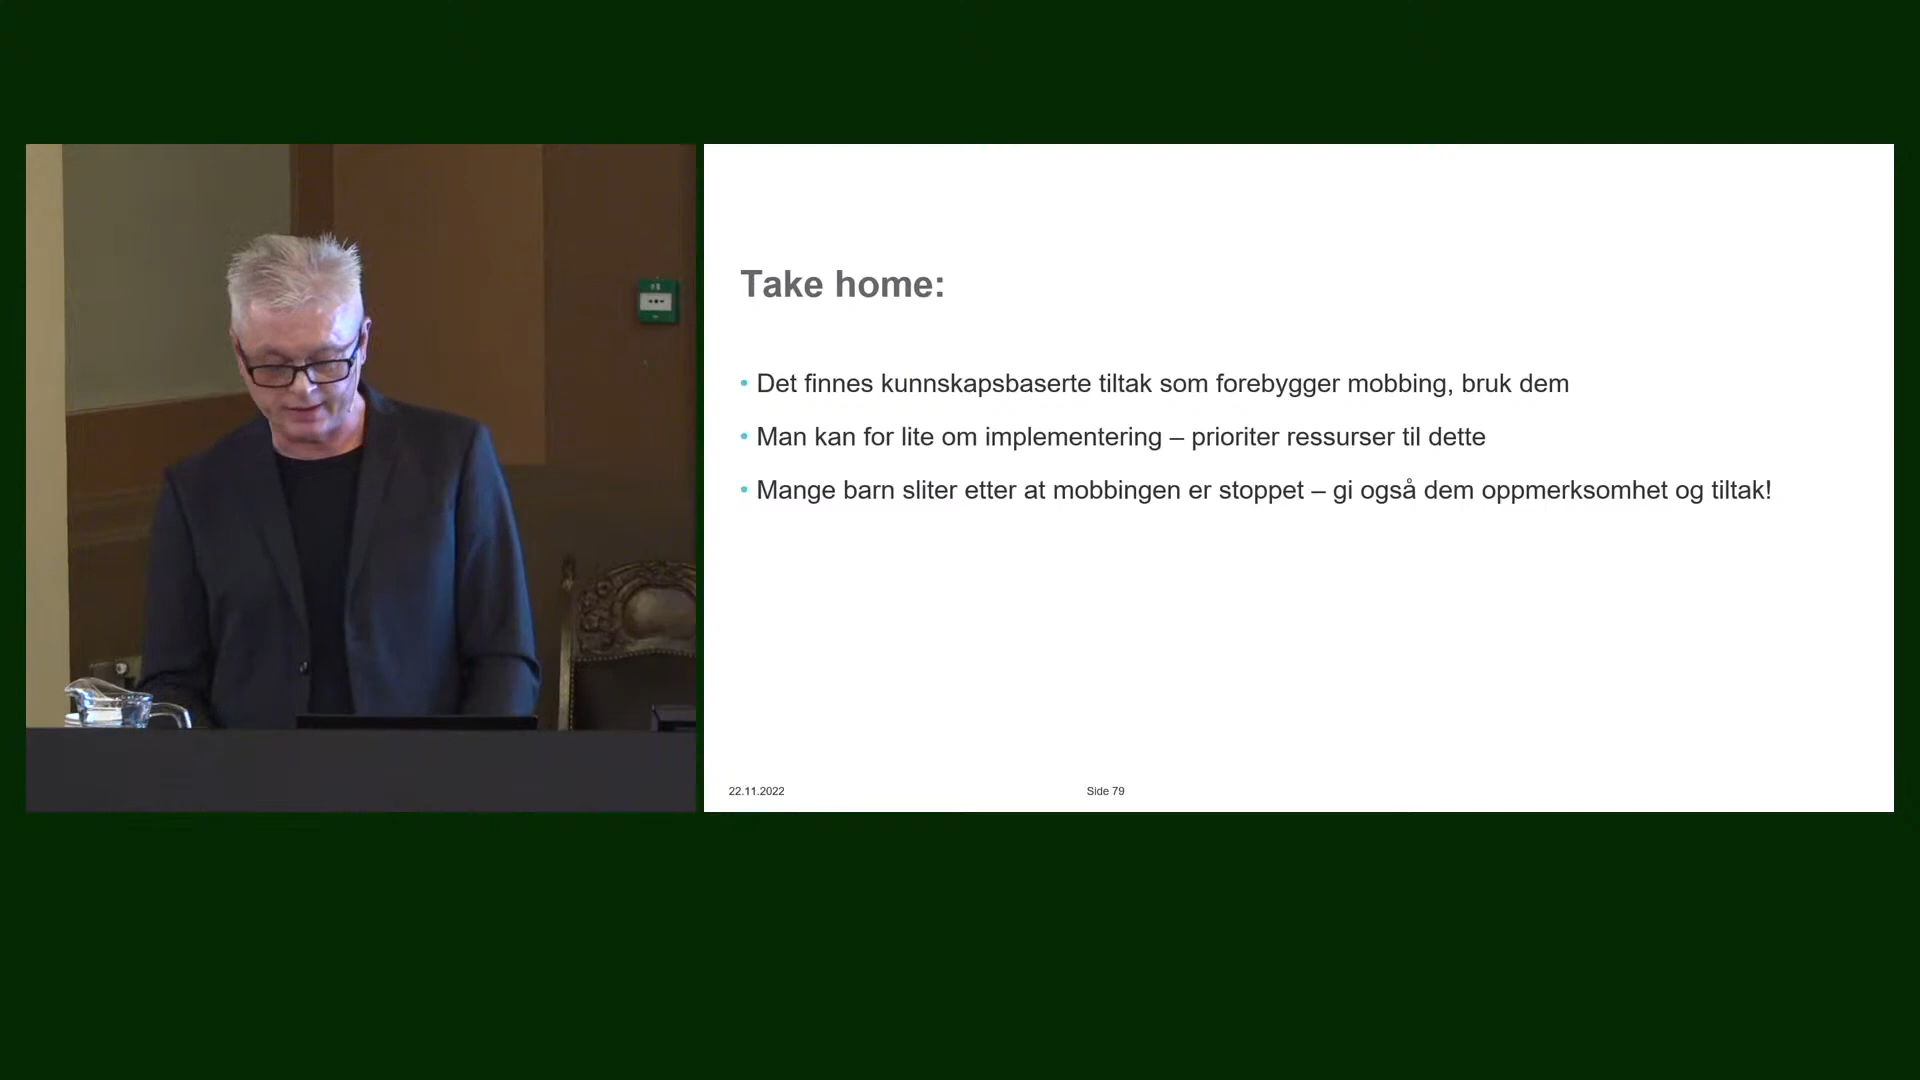 Take home:
• Det finnes kunnskapsbaserte tiltak som forebygger mobbing, bruk dem
• Man kan for lite om implementering – prioriter ressurser til dette
• Mange barn sliter etter at mobbingen er stoppet – gi også dem oppmerksomhet og tiltak!
22.11.2022
Side 79